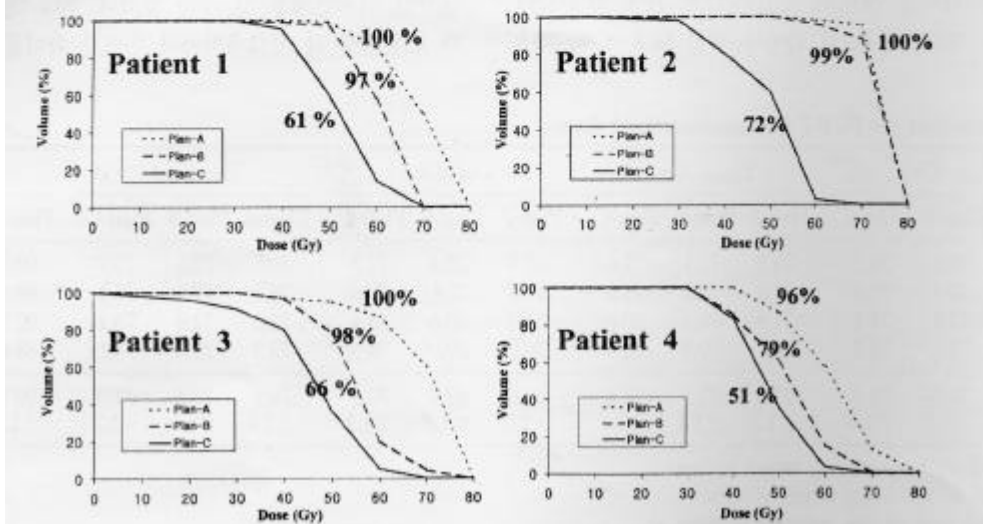 100
80
60
40
20
0
Volume (%)
Patient 1
100 %
97 %
61 %
Plan-A
Plan-B
Plan-C
0 10 20 30 40 50 60 70 80
Dose (Gy)
100
80
60
40
20
0
Volume (%)
Patient 2
100%
99%
72%
Plan-A
Plan-B
Plan-C
0 10 20 30 40 50 60 70 80
Dose (Gy)
100
80
60
40
20
0
Volume (%)
Patient 3
100%
98%
66 %
Plan-A
Plan-B
Plan-C
0 10 20 30 40 50 60 70 80
Dose (Gy)
100
80
60
40
20
0
Volume (%)
Patient 4
96%
79%
51 %
Plan-A
Plan-B
Plan-C
0 10 20 30 40 50 60 70 80
Dose (Gy)